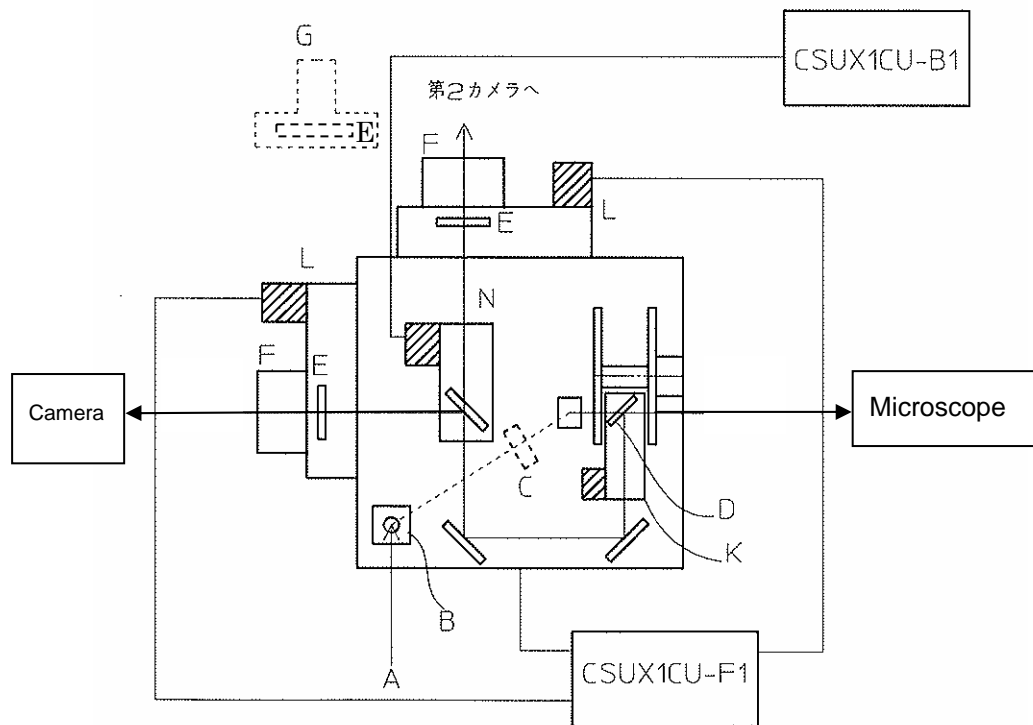 G
CSUX1CU-B1
第2カメラへ
E
F
E
L
L
N
F
E
Camera
Microscope
C
D
K
B
A
CSUX1CU-F1